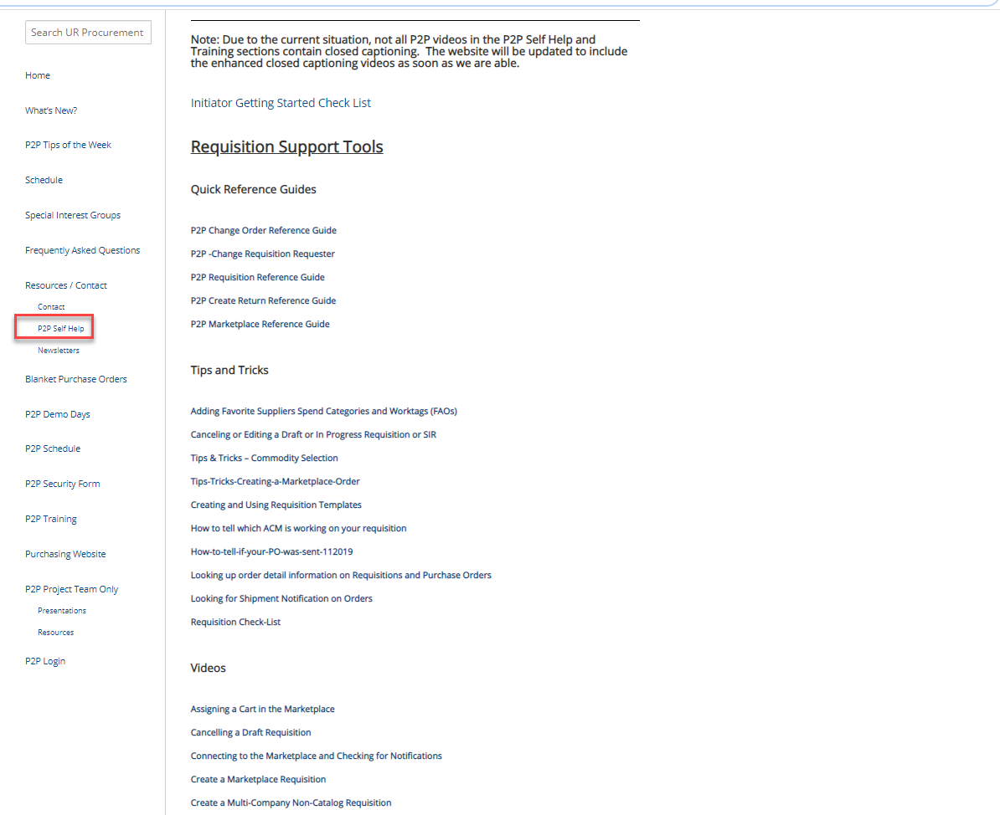 Search UR Procurement
Home
What's New?
P2P Tips of the Week
Schedule
Special Interest Groups
Frequently Asked Questions
Resources / Contact
Contact
P2P Self Help
Newsletters
Blanket Purchase Orders
P2P Demo Days
P2P Schedule
P2P Security Form
P2P Training
Purchasing Website
P2P Project Team Only
Presentations
Resources
P2P Login
Note: Due to the current situation, not all P2P videos in the P2P Self Help and
Training sections contain closed captioning.  The website will be updated to include
the enhanced closed captioning videos as soon as we are able.
Initiator Getting Started Check List
Requisition Support Tools
Quick Reference Guides
P2P Change Order Reference Guide
P2P -Change Requisition Requester
P2P Requisition Reference Guide
P2P Create Return Reference Guide
P2P Marketplace Reference Guide
Tips and Tricks
Adding Favorite Suppliers Spend Categories and Worktags (FAOs)
Canceling or Editing a Draft or In Progress Requisition or SIR
Tips & Tricks – Commodity Selection
Tips-Tricks-Creating-a-Marketplace-Order
Creating and Using Requisition Templates
How to tell which ACM is working on your requisition
How-to-tell-if-your-PO-was-sent-112019
Looking up order detail information on Requisitions and Purchase Orders
Looking for Shipment Notification on Orders
Requisition Check-List
Videos
Assigning a Cart in the Marketplace
Cancelling a Draft Requisition
Connecting to the Marketplace and Checking for Notifications
Create a Marketplace Requisition
Create a Multi-Company Non-Catalog Requisition